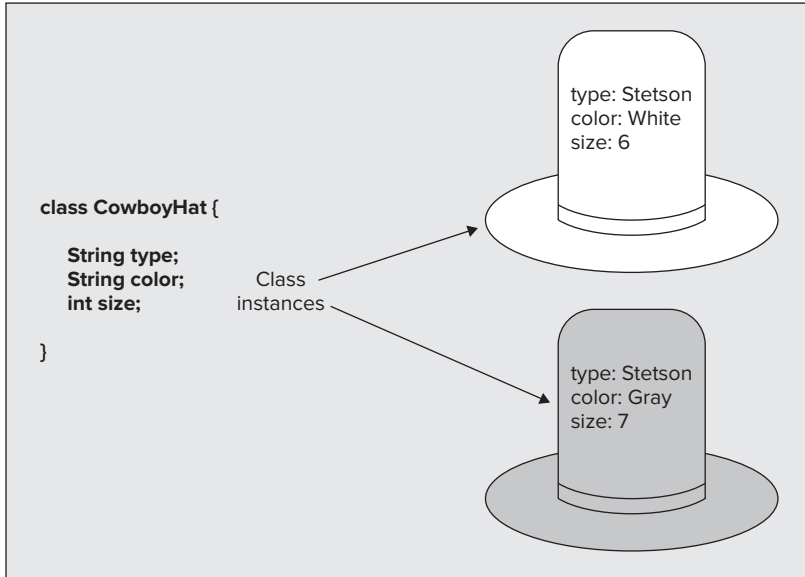 class CowboyHat {
String type;
String color;
int size;
}
Class
instances
type: Stetson
color: White
size: 6
type: Stetson
color: Gray
size: 7